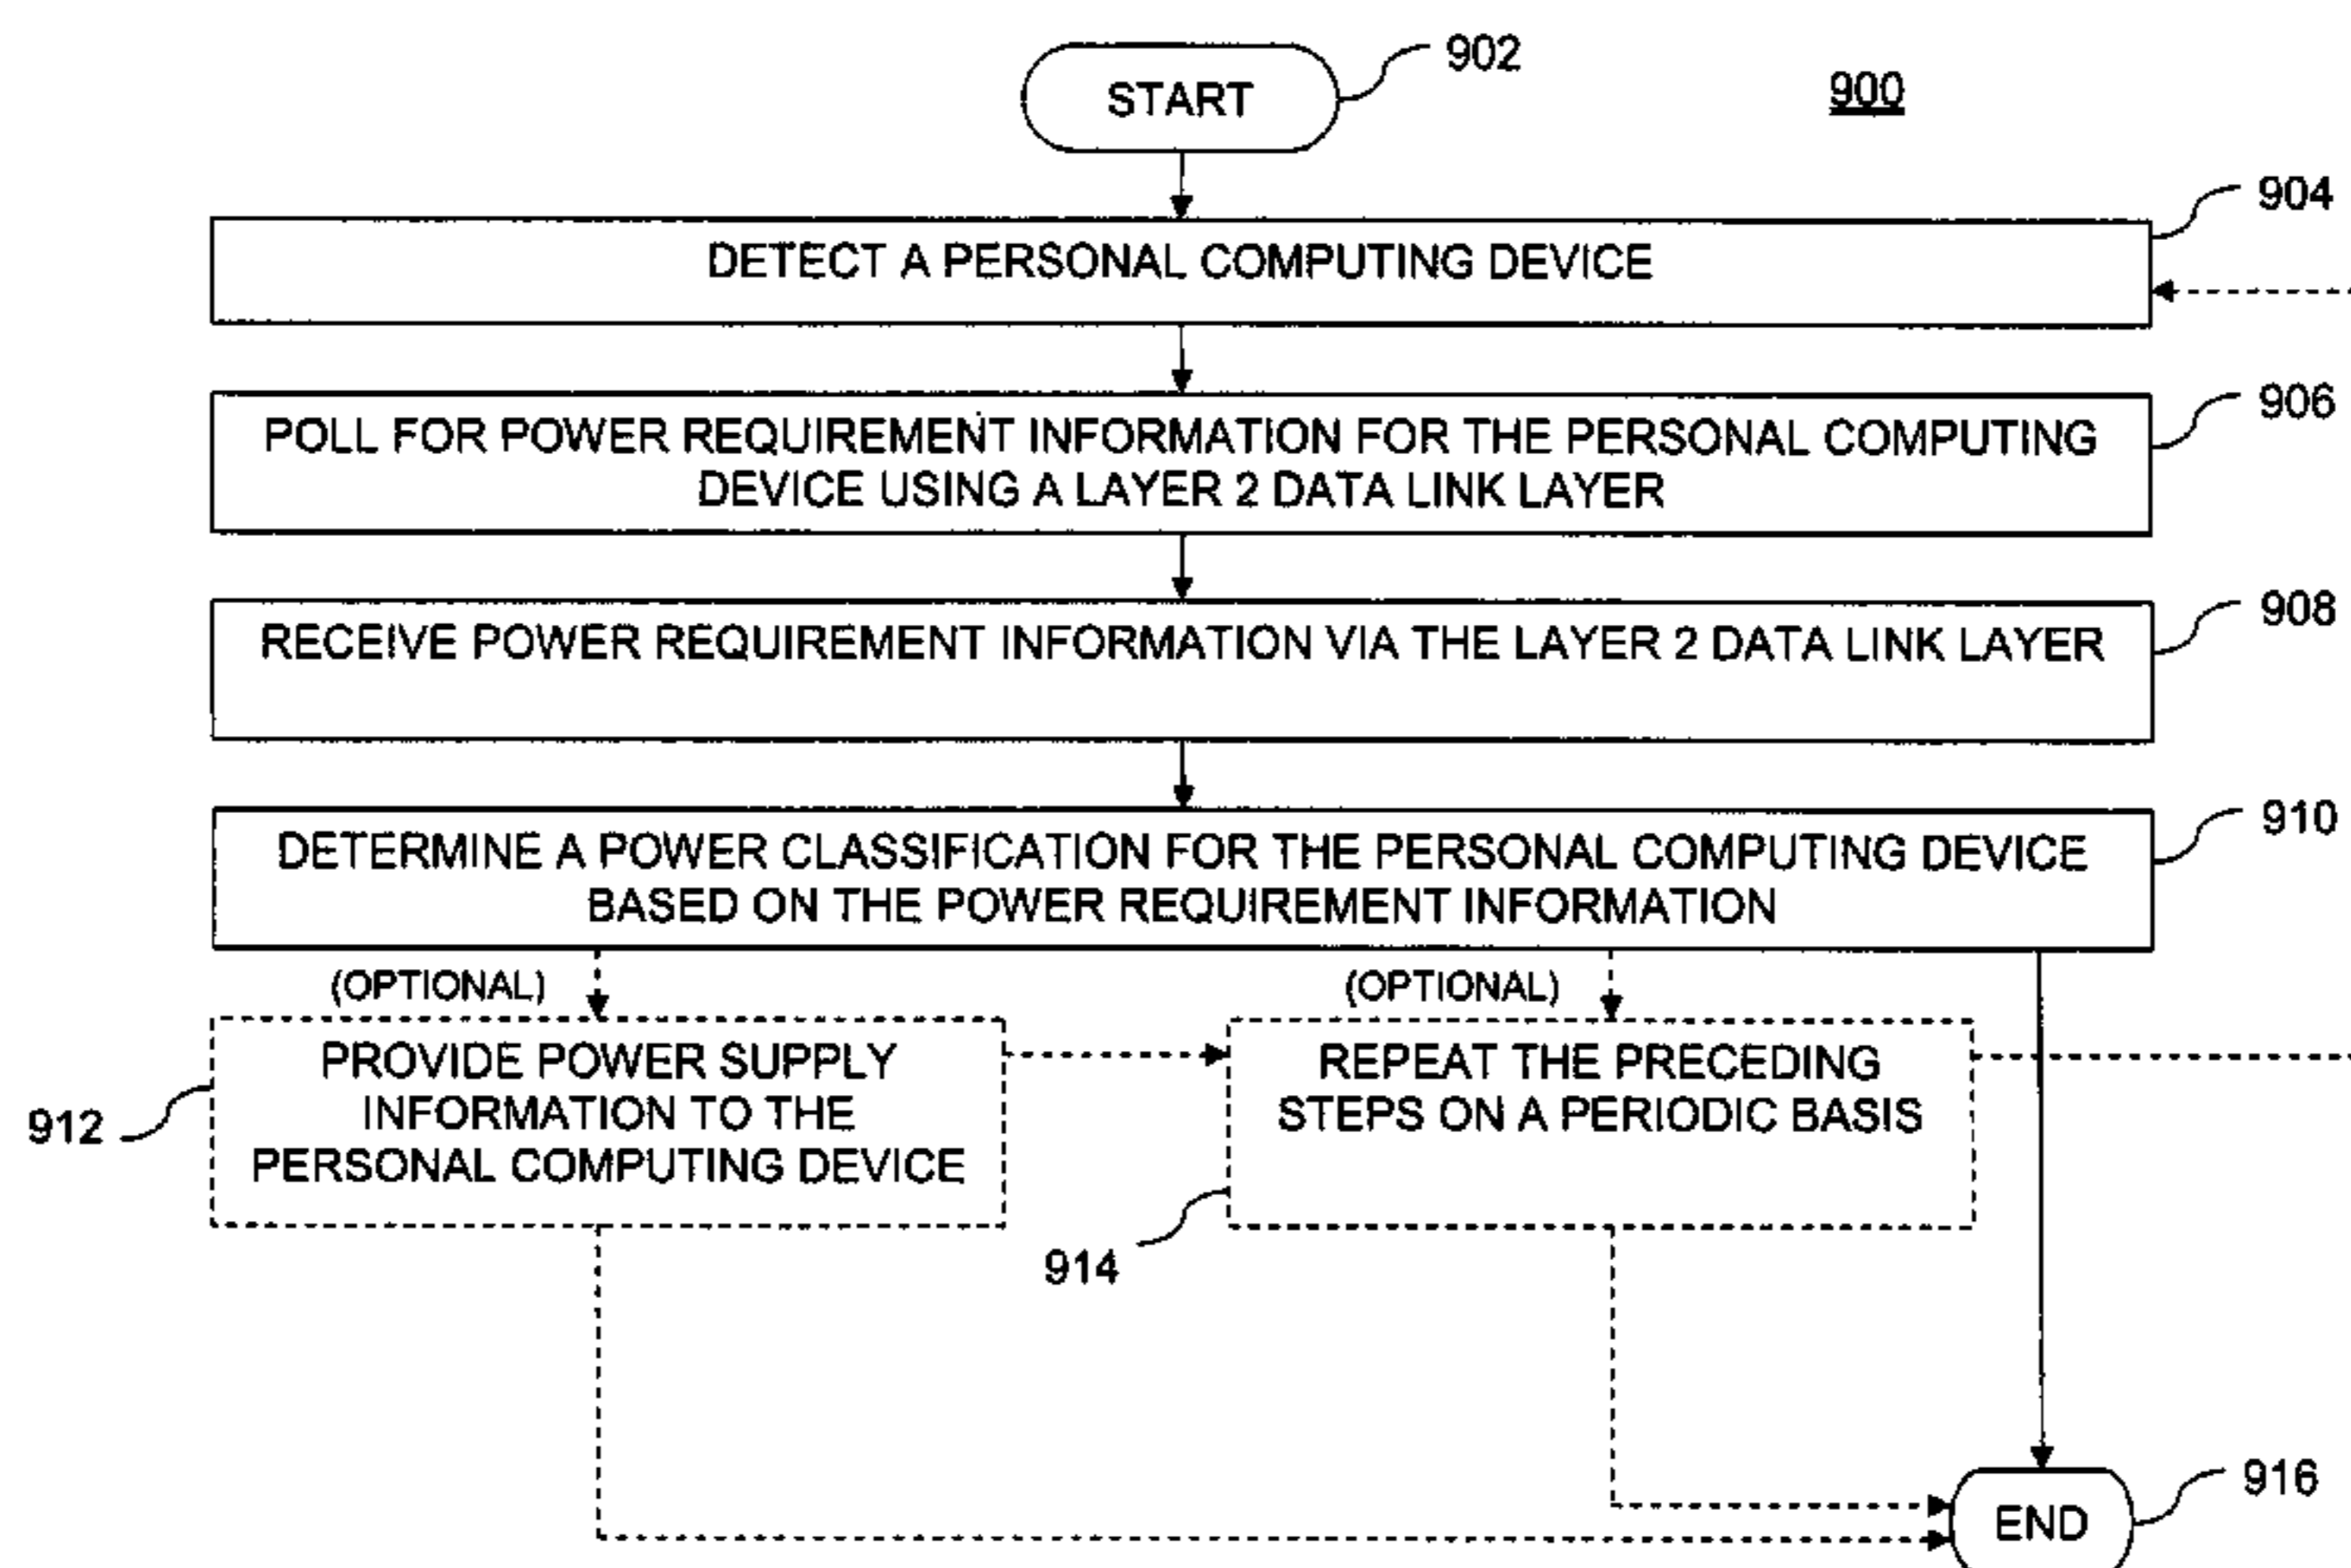 902
START
900
904
DETECT A PERSONAL COMPUTING DEVICE
906
POLL FOR POWER REQUIREMENT INFORMATION FOR THE PERSONAL COMPUTING
DEVICE USING A LAYER 2 DATA LINK LAYER
908
RECEIVE POWER REQUIREMENT INFORMATION VIA THE LAYER 2 DATA LINK LAYER
910
DETERMINE A POWER CLASSIFICATION FOR THE PERSONAL COMPUTING DEVICE
BASED ON THE POWER REQUIREMENT INFORMATION
(OPTIONAL)
(OPTIONAL)
912
PROVIDE POWER SUPPLY
INFORMATION TO THE
PERSONAL COMPUTING DEVICE
REPEAT THE PRECEDING
STEPS ON A PERIODIC BASIS
914
916
END